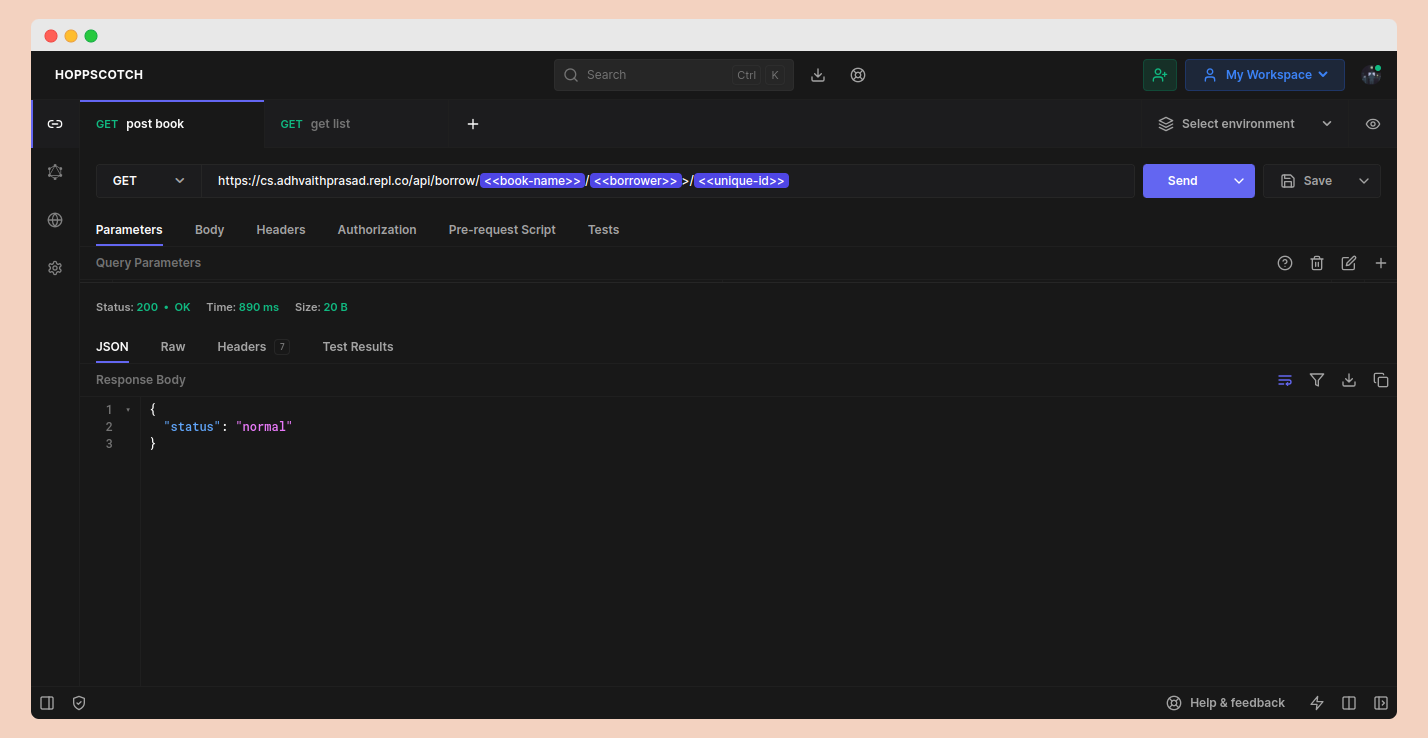 HOPPSCOTCH
Search Ctrl K
My Workspace
GET post book
GET get list
Select environment
GET
https://cs.adhvaithprasad.repl.co/api/borrow/<<book-name>>/<<borrower>>>/<<unique-id>>
Send
Save
Parameters Body Headers Authorization Pre-request Script Tests
Query Parameters
Status: 200 • OK Time: 890 ms Size: 20 B
JSON Raw Headers 7 Test Results
Response Body
1 {
2 "status": "normal"
3 }
Help & feedback